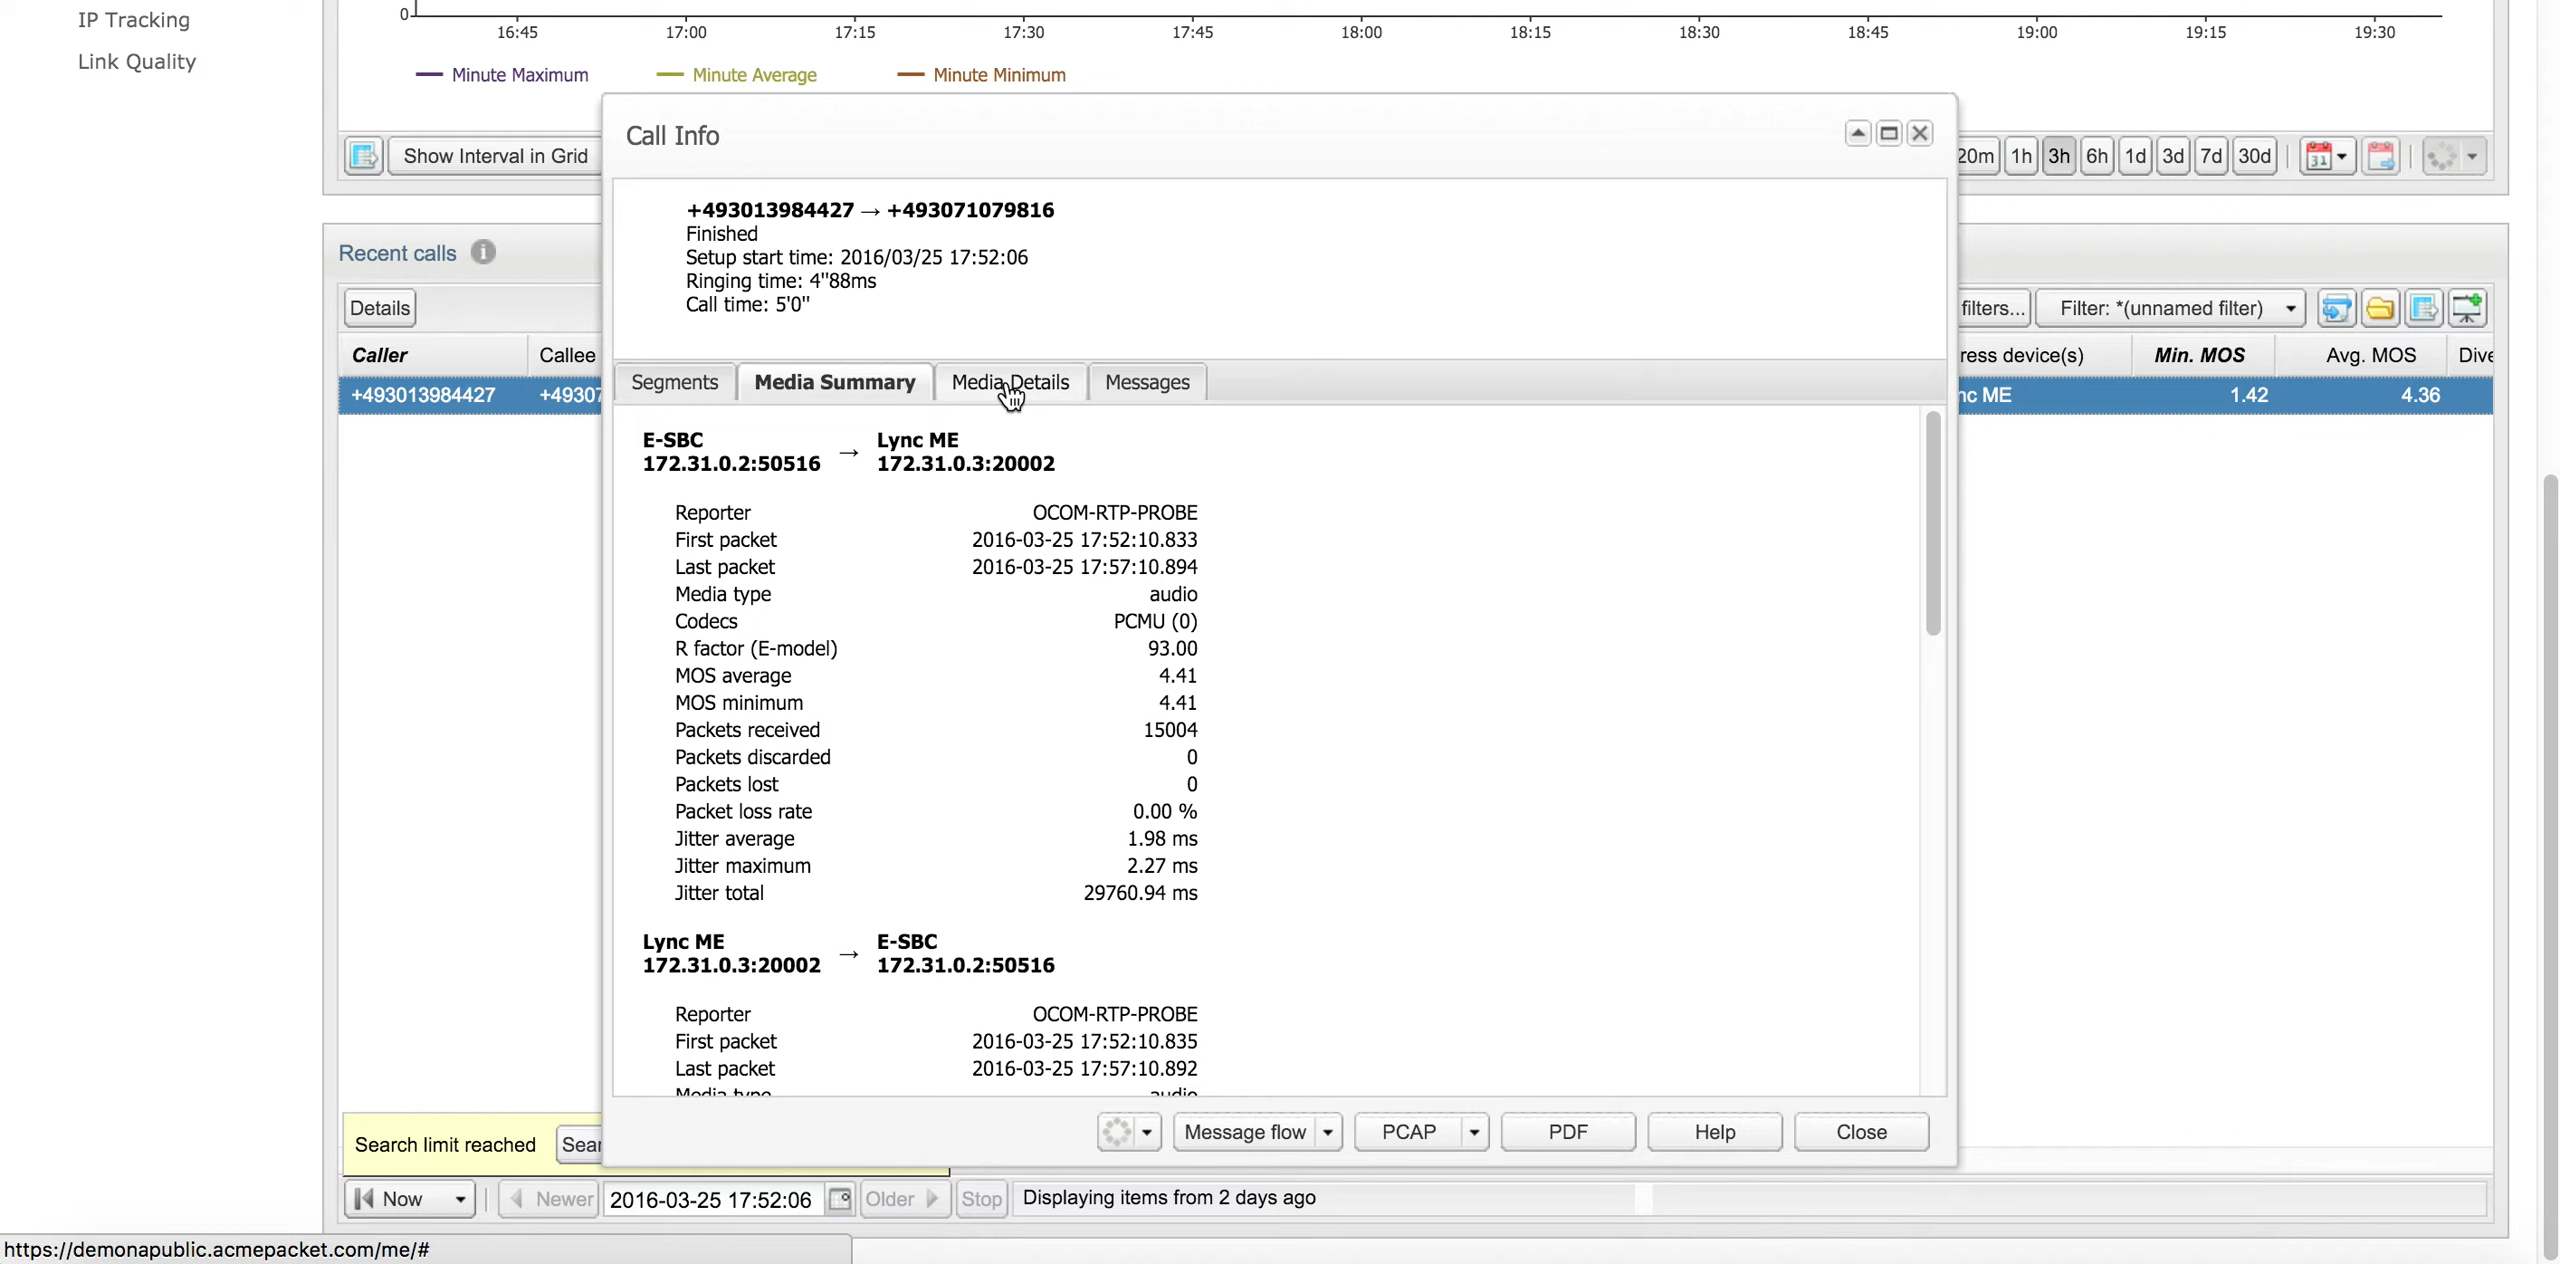 IP Tracking
Link Quality
0
16:45 17:00 17:15 17:30 17:45 18:00 18:15 18:30 18:45 19:00 19:15 19:30
Minute Maximum Minute Average Minute Minimum
Show Interval in Grid
20m 1h 3h 6h 1d 3d 7d 30d 31
Call Info
+493013984427 → +493071079816
Finished
Setup start time: 2016/03/25 17:52:06
Ringing time: 4"88ms
Call time: 5'0"
Recent calls
Details
filters... Filter: *(unnamed filter)
Caller Callee ress device(s) Min. MOS Avg. MOS Dive
+493013984427 +49307 nc ME 1.42 4.36
Segments Media Summary Media Details Messages
E-SBC → Lync ME
172.31.0.2:50516 172.31.0.3:20002
Reporter OCOM-RTP-PROBE
First packet 2016-03-25 17:52:10.833
Last packet 2016-03-25 17:57:10.894
Media type audio
Codecs PCMU (0)
R factor (E-model) 93.00
MOS average 4.41
MOS minimum 4.41
Packets received 15004
Packets discarded 0
Packets lost 0
Packet loss rate 0.00 %
Jitter average 1.98 ms
Jitter maximum 2.27 ms
Jitter total 29760.94 ms
Lync ME → E-SBC
172.31.0.3:20002 172.31.0.2:50516
Reporter OCOM-RTP-PROBE
First packet 2016-03-25 17:52:10.835
Last packet 2016-03-25 17:57:10.892
Media type audio
Message flow PCAP PDF Help Close
Search limit reached Sear
Now Newer 2016-03-25 17:52:06 Older Stop Displaying items from 2 days ago
https://demonapublic.acmepacket.com/me/#